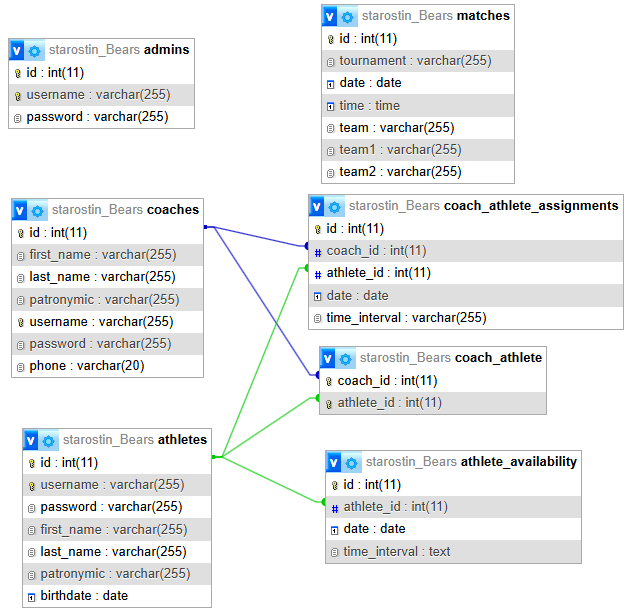 starostin_Bears admins
id : int(11)
username : varchar(255)
password : varchar(255)
starostin_Bears matches
id : int(11)
tournament : varchar(255)
date : date
time : time
team : varchar(255)
team1 : varchar(255)
team2 : varchar(255)
starostin_Bears coaches
id : int(11)
first_name : varchar(255)
last_name : varchar(255)
patronymic : varchar(255)
username : varchar(255)
password : varchar(255)
phone : varchar(20)
starostin_Bears coach_athlete_assignments
id : int(11)
# coach_id : int(11)
# athlete_id : int(11)
date : date
time_interval : varchar(255)
starostin_Bears coach_athlete
coach_id : int(11)
athlete_id : int(11)
starostin_Bears athletes
id : int(11)
username : varchar(255)
password : varchar(255)
first_name : varchar(255)
last_name : varchar(255)
patronymic : varchar(255)
birthdate : date
starostin_Bears athlete_availability
id : int(11)
# athlete_id : int(11)
date : date
time_interval : text